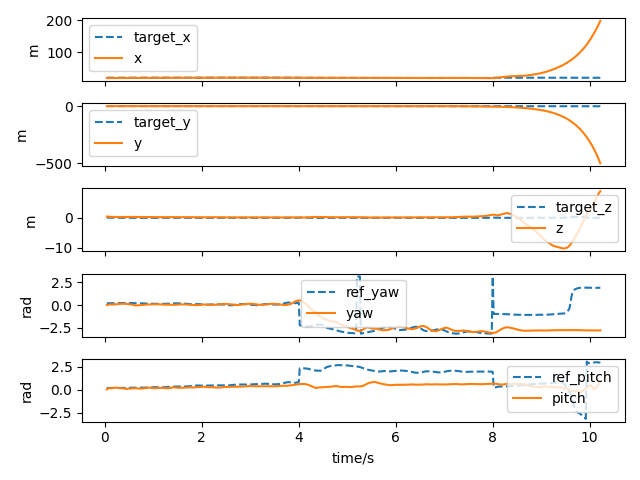 200
100
m
target_x
x
0
−500
m
target_y
y
0
−10
m
target_z
z
2.5
0.0
−2.5
rad
ref_yaw
yaw
2.5
0.0
−2.5
rad
ref_pitch
pitch
0 2 4 6 8 10
time/s